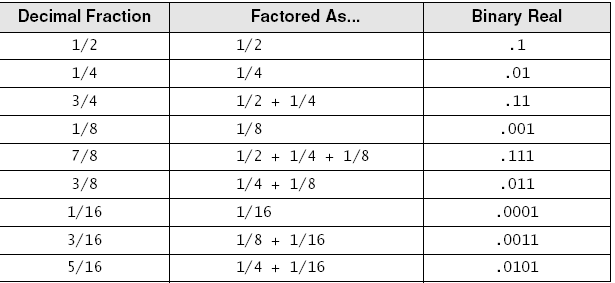 Decimal Fraction Factored As... Binary Real
1/2 1/2 .1
1/4 1/4 .01
3/4 1/2 + 1/4 .11
1/8 1/8 .001
7/8 1/2 + 1/4 + 1/8 .111
3/8 1/4 + 1/8 .011
1/16 1/16 .0001
3/16 1/8 + 1/16 .0011
5/16 1/4 + 1/16 .0101